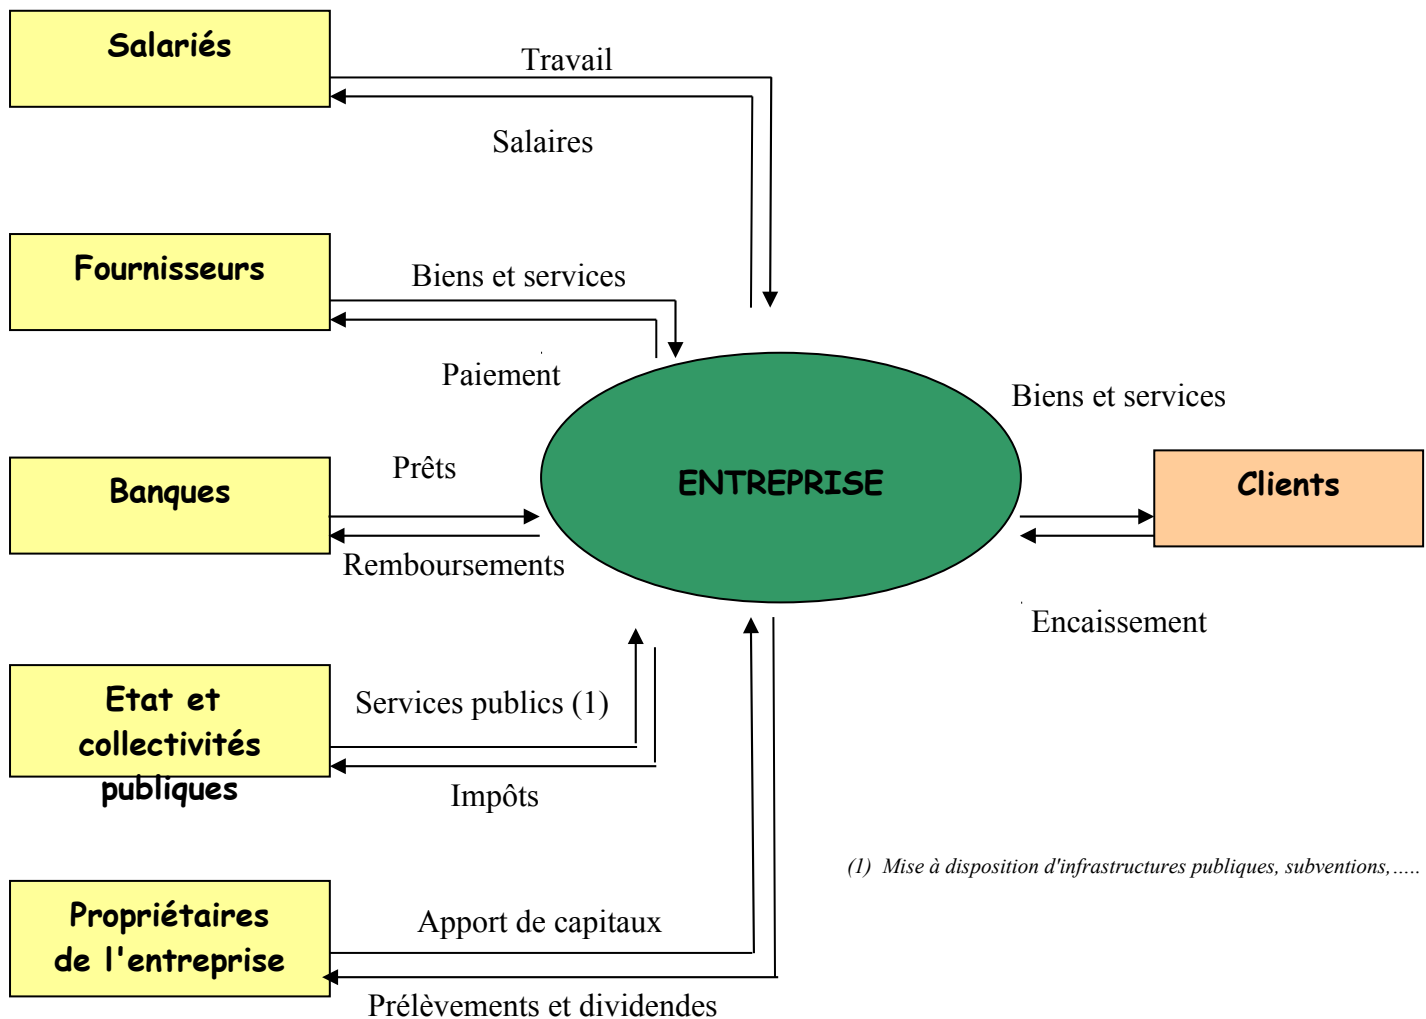 Salariés
Travail
Salaires
Fournisseurs
Biens et services
Paiement
Biens et services
Prêts
Banques
ENTREPRISE
Clients
Remboursements
Encaissement
Etat et
collectivités
publiques
Services publics (1)
Impôts
(1) Mise à disposition d'infrastructures publiques, subventions,.....
Propriétaires
de l'entreprise
Apport de capitaux
Prélèvements et dividendes